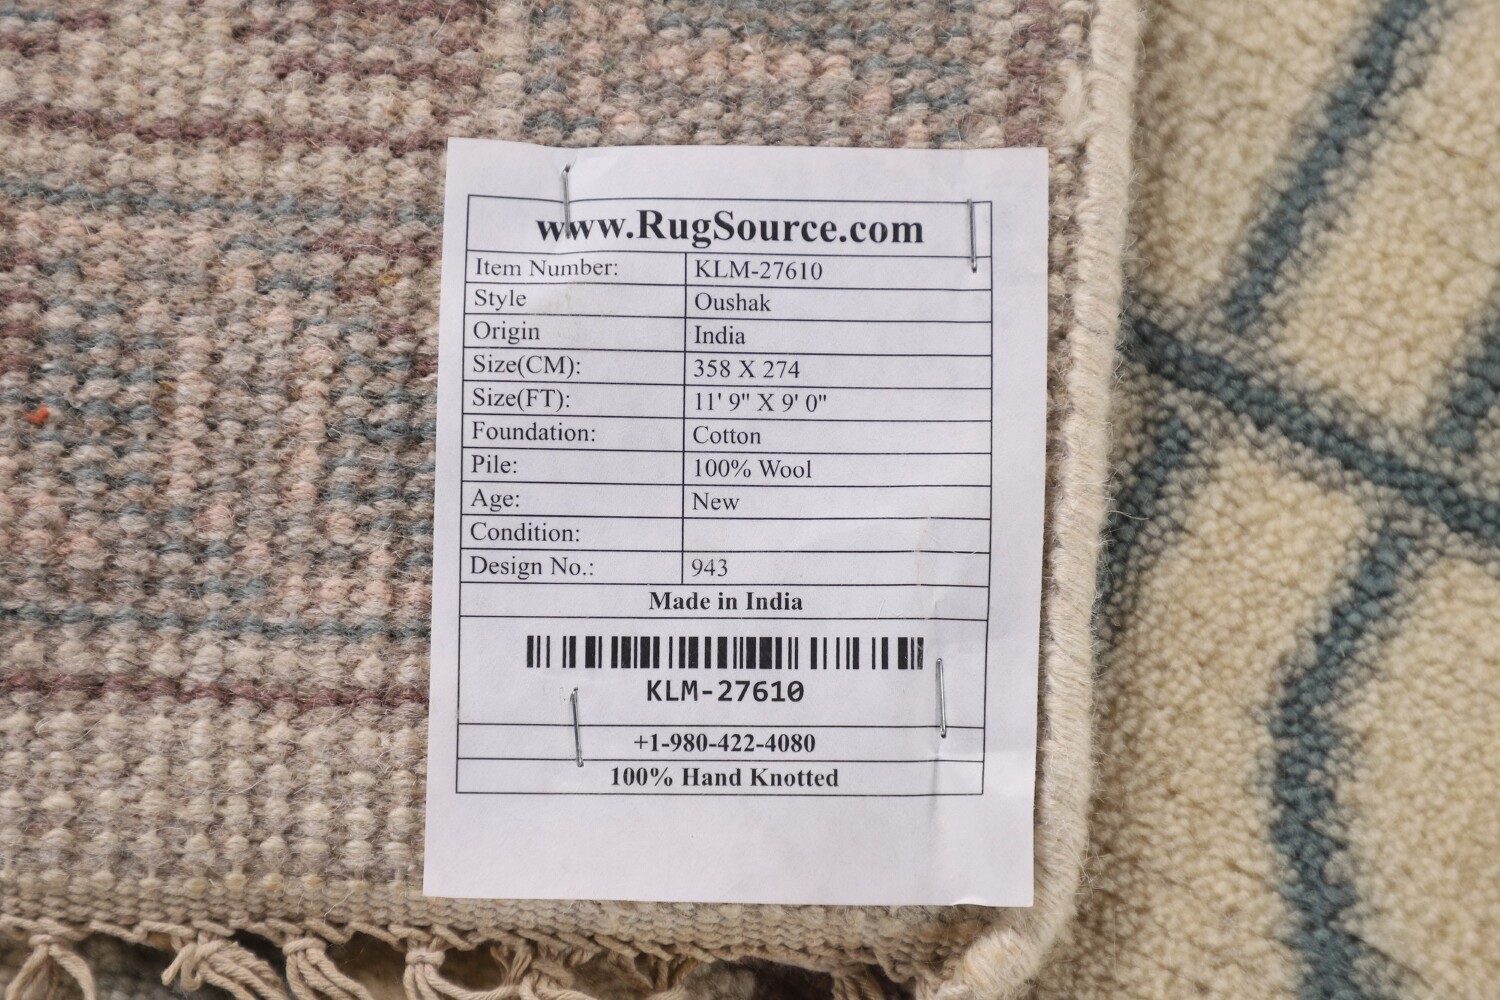 www.RugSource.com
Item Number: KLM-27610
Style Oushak
Origin India
Size(CM): 358 X 274
Size(FT): 11' 9" X 9' 0"
Foundation: Cotton
Pile: 100% Wool
Age: New
Condition:
Design No.: 943
Made in India
KLM-27610
+1-980-422-4080
100% Hand Knotted